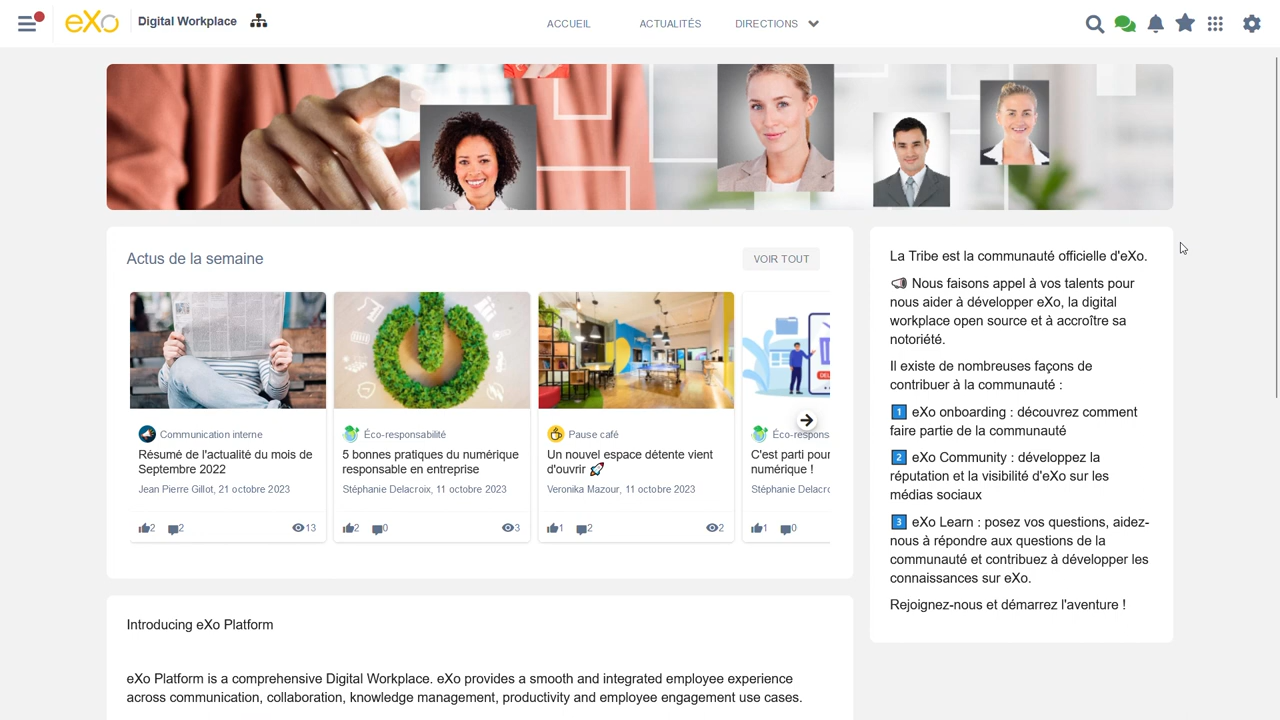 eXo
Digital Workplace
ACCUEIL
ACTUALITÉS
DIRECTIONS
Actus de la semaine
VOIR TOUT
Communication interne
Résumé de l'actualité du mois de
Septembre 2022
Jean Pierre Gillot, 21 octobre 2023
2
2
13
Éco-responsabilité
5 bonnes pratiques du numérique
responsable en entreprise
Stéphanie Delacroix, 11 octobre 2023
2
0
3
Pause café
Un nouvel espace détente vient
d'ouvrir 🚀
Veronika Mazour, 11 octobre 2023
1
2
2
Éco-respons
C'est parti pour
numérique !
Stéphanie Delacro
1
0
La Tribe est la communauté officielle d'eXo.
📢 Nous faisons appel à vos talents pour
nous aider à développer eXo, la digital
workplace open source et à accroître sa
notoriété.
Il existe de nombreuses façons de
contribuer à la communauté :
1️⃣ eXo onboarding : découvrez comment
faire partie de la communauté
2️⃣ eXo Community : développez la
réputation et la visibilité d'eXo sur les
médias sociaux
3️⃣ eXo Learn : posez vos questions, aidez-
nous à répondre aux questions de la
communauté et contribuez à développer les
connaissances sur eXo.
Rejoignez-nous et démarrez l'aventure !
Introducing eXo Platform
eXo Platform is a comprehensive Digital Workplace. eXo provides a smooth and integrated employee experience
across communication, collaboration, knowledge management, productivity and employee engagement use cases.